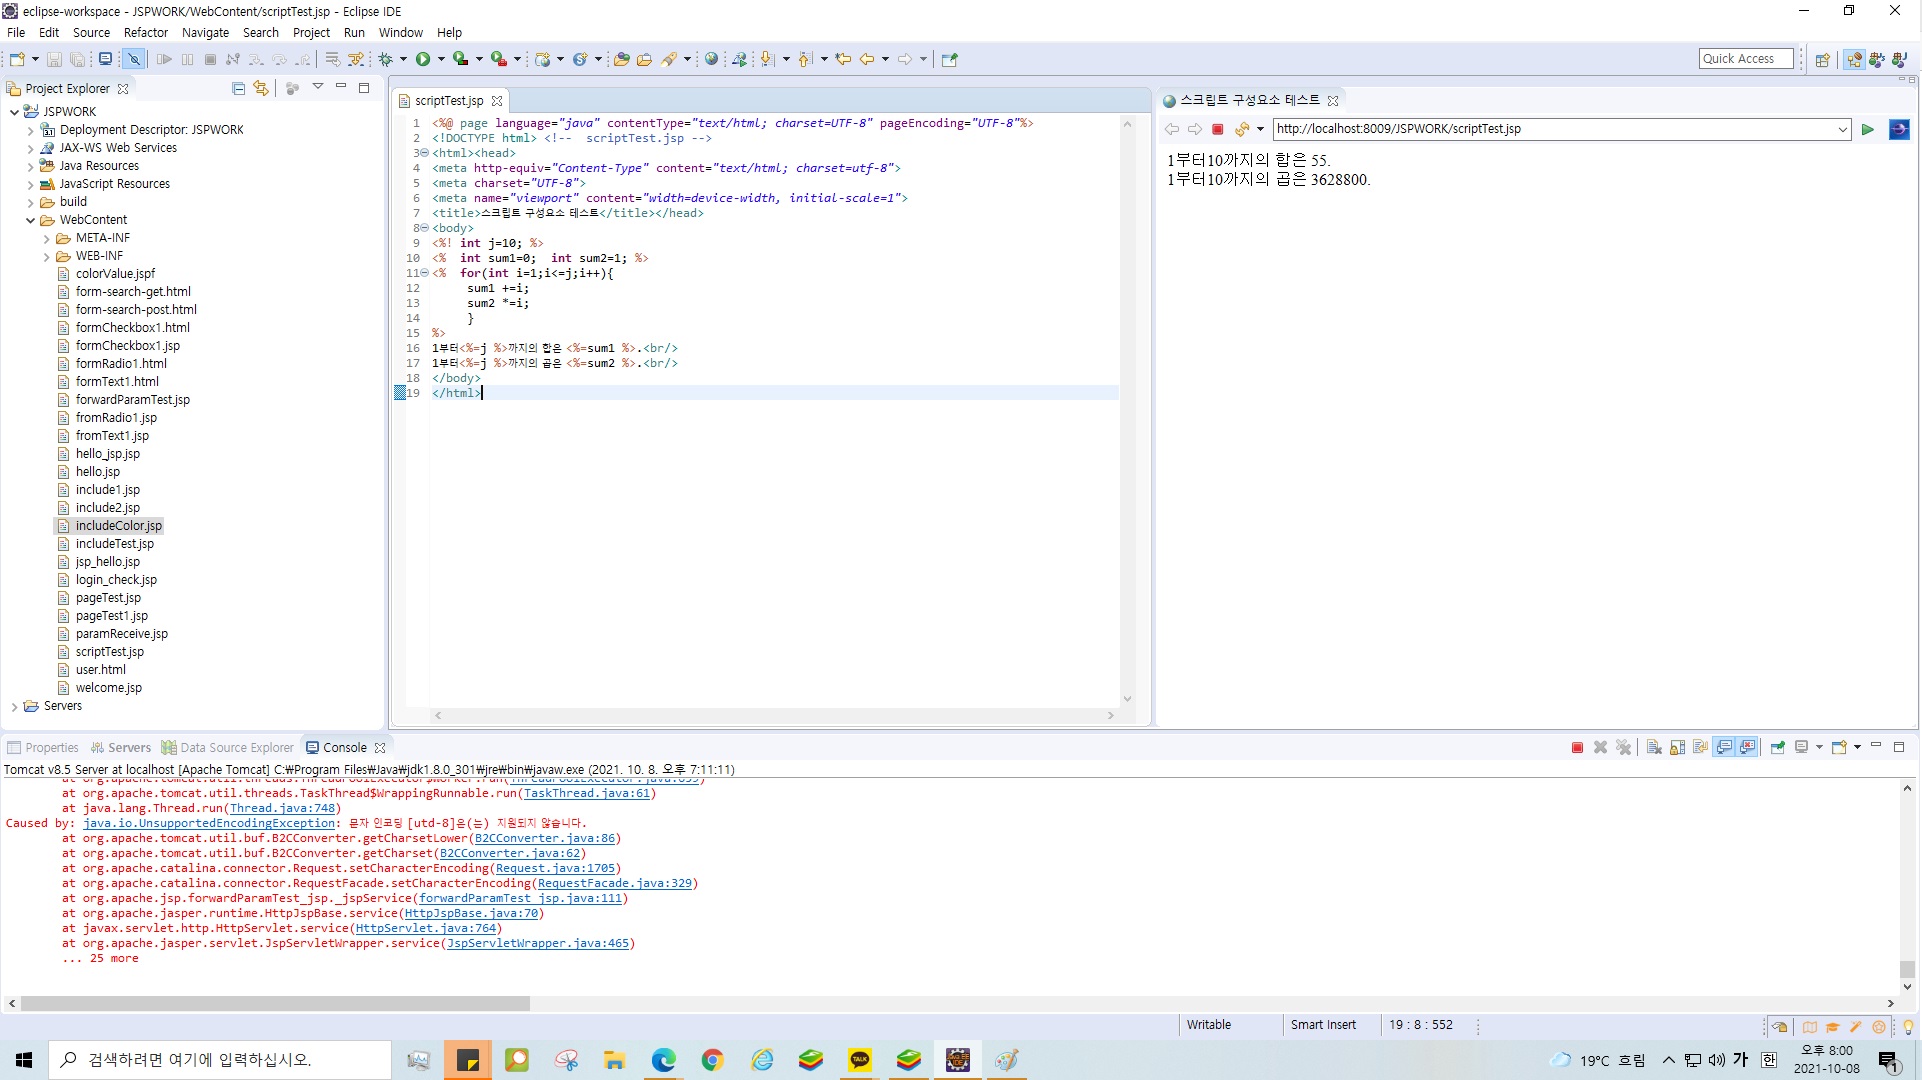 eclipse-workspace - JSPWORK/WebContent/scriptTest.jsp - Eclipse IDE
File Edit Source Refactor Navigate Search Project Run Window Help
Quick Access
Project Explorer
JSPWORK
Deployment Descriptor: JSPWORK
JAX-WS Web Services
Java Resources
JavaScript Resources
build
WebContent
META-INF
WEB-INF
colorValue.jspf
form-search-get.html
form-search-post.html
formCheckbox1.html
formCheckbox1.jsp
formRadio1.html
formText1.html
forwardParamTest.jsp
fromRadio1.jsp
fromText1.jsp
hello_jsp.jsp
hello.jsp
include1.jsp
include2.jsp
includeColor.jsp
includeTest.jsp
jsp_hello.jsp
login_check.jsp
pageTest.jsp
pageTest1.jsp
paramReceive.jsp
scriptTest.jsp
user.html
welcome.jsp
Servers
scriptTest.jsp
1 <%@ page language="java" contentType="text/html; charset=UTF-8" pageEncoding="UTF-8"%>
2 <!DOCTYPE html> <!--  scriptTest.jsp -->
3 <html><head>
4 <meta http-equiv="Content-Type" content="text/html; charset=utf-8">
5 <meta charset="UTF-8">
6 <meta name="viewport" content="width=device-width, initial-scale=1">
7 <title>스크립트 구성요소 테스트</title></head>
8 <body>
9 <%! int j=10; %>
10 <%  int sum1=0;  int sum2=1; %>
11 <%  for(int i=1;i<=j;i++){
12 sum1 +=i;
13 sum2 *=i;
14 }
15 %>
16 1부터<%=j %>까지의 합은 <%=sum1 %>.<br/>
17 1부터<%=j %>까지의 곱은 <%=sum2 %>.<br/>
18 </body>
19 </html>
스크립트 구성요소 테스트
http://localhost:8009/JSPWORK/scriptTest.jsp
1부터10까지의 합은 55.
1부터10까지의 곱은 3628800.
Properties Servers Data Source Explorer Console
Tomcat v8.5 Server at localhost [Apache Tomcat] C:₩Program Files₩Java₩jdk1.8.0_301₩jre₩bin₩javaw.exe (2021. 10. 8. 오후 7:11:11)
at org.apache.tomcat.util.threads.ThreadPoolExecutor$Worker.run(ThreadPoolExecutor.java:659)
at org.apache.tomcat.util.threads.TaskThread$WrappingRunnable.run(TaskThread.java:61)
at java.lang.Thread.run(Thread.java:748)
Caused by: java.io.UnsupportedEncodingException: 문자 인코딩 [utd-8]은(는) 지원되지 않습니다.
at org.apache.tomcat.util.buf.B2CConverter.getCharsetLower(B2CConverter.java:86)
at org.apache.tomcat.util.buf.B2CConverter.getCharset(B2CConverter.java:62)
at org.apache.catalina.connector.Request.setCharacterEncoding(Request.java:1705)
at org.apache.catalina.connector.RequestFacade.setCharacterEncoding(RequestFacade.java:329)
at org.apache.jsp.forwardParamTest_jsp._jspService(forwardParamTest_jsp.java:111)
at org.apache.jasper.runtime.HttpJspBase.service(HttpJspBase.java:70)
at javax.servlet.http.HttpServlet.service(HttpServlet.java:764)
at org.apache.jasper.servlet.JspServletWrapper.service(JspServletWrapper.java:465)
... 25 more
Writable Smart Insert 19 : 8 : 552
검색하려면 여기에 입력하십시오.
TALK
19°C 흐림
가
한
오후 8:00
2021-10-08
1